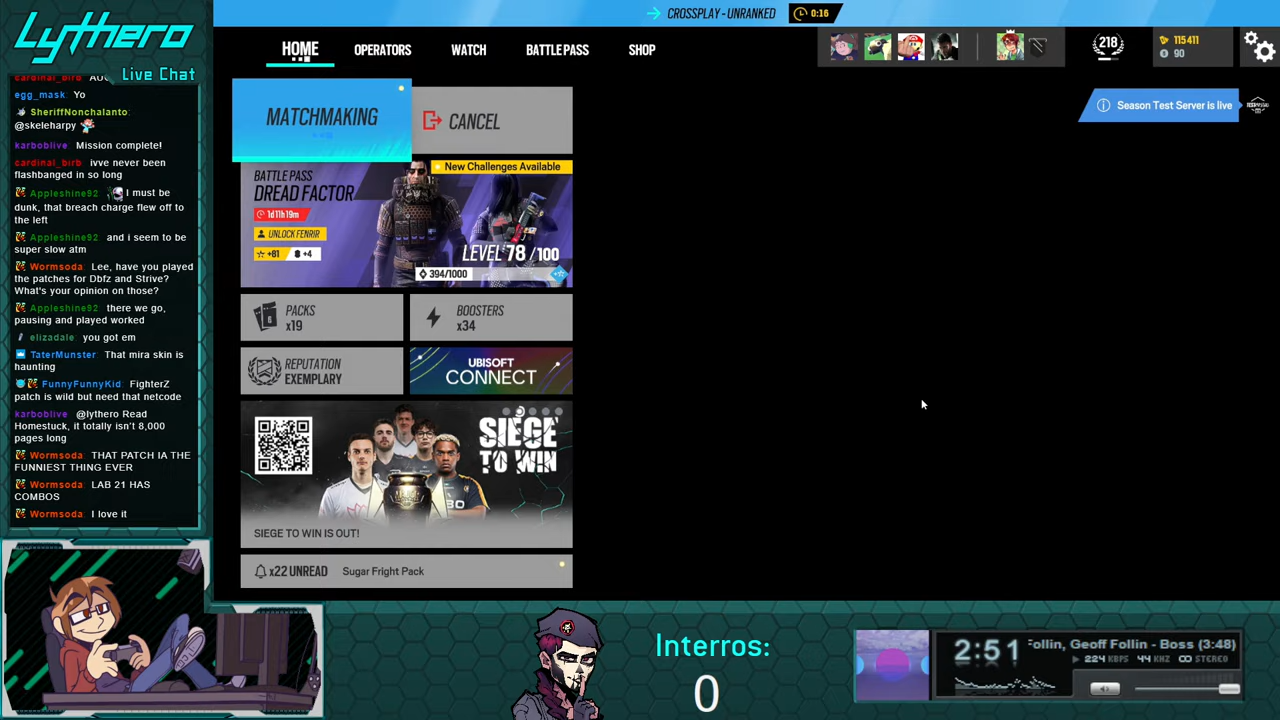 Lythero
Live Chat
cardinal_birb
egg_mask: Yo
SheriffNonchalanto:
@skeleharpy
karboblive: Mission complete!
cardinal_birb ivve never been
flashbanged in so long
Appleshine92 I must be
dunk, that breach charge flew off to
the left
Appleshine92 and i seem to be
super slow atm
Wormsoda: Lee, have you played
the patches for Dbfz and Strive?
What's your opinion on those?
Appleshine92 there we go,
pausing and played worked
elizadale: you got em
TaterMunster: That mira skin is
haunting
FunnyFunnyKid: FighterZ
patch is wild but need that netcode
karboblive: @lythero Read
Homestuck, it totally isn't 8,000
pages long
Wormsoda: THAT PATCH IA THE
FUNNIEST THING EVER
Wormsoda: LAB 21 HAS
COMBOS
Wormsoda: I love it
CROSSPLAY - UNRANKED 0:16
HOME OPERATORS WATCH BATTLE PASS SHOP
218
115411
90
MATCHMAKING
CANCEL
Season Test Server is live
New Challenges Available
BATTLE PASS
DREAD FACTOR
1d11h19m
UNLOCK FENRIR
+81 +4
LEVEL 78 /100
394/1000
PACKS
x19
BOOSTERS
x34
REPUTATION
EXEMPLARY
UBISOFT
CONNECT
SIEGE
TO WIN
SIEGE TO WIN IS OUT!
x22 UNREAD Sugar Fright Pack
Interros:
0
2:51
Follin, Geoff Follin - Boss (3:48)
224 KBPS 44 KHZ STEREO